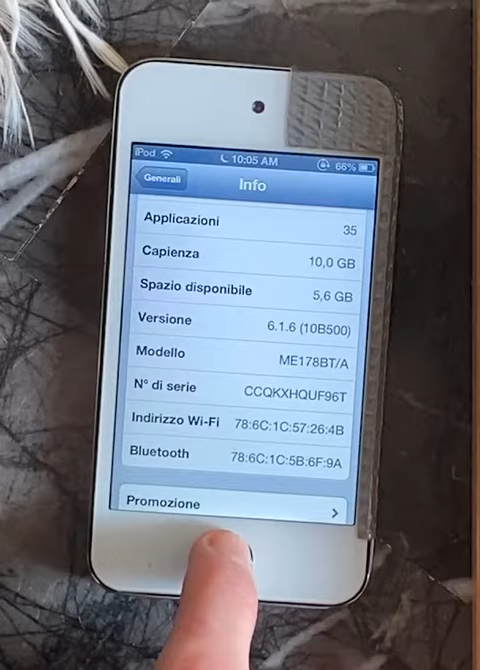 iPod 10:05 AM 66%
Generali Info
Applicazioni 35
Capienza 10,0 GB
Spazio disponibile 5,6 GB
Versione 6.1.6 (10B500)
Modello ME178BT/A
N° di serie CCQKXHQUF96T
Indirizzo Wi-Fi 78:6C:1C:57:26:4B
Bluetooth 78:6C:1C:5B:6F:9A
Promozione